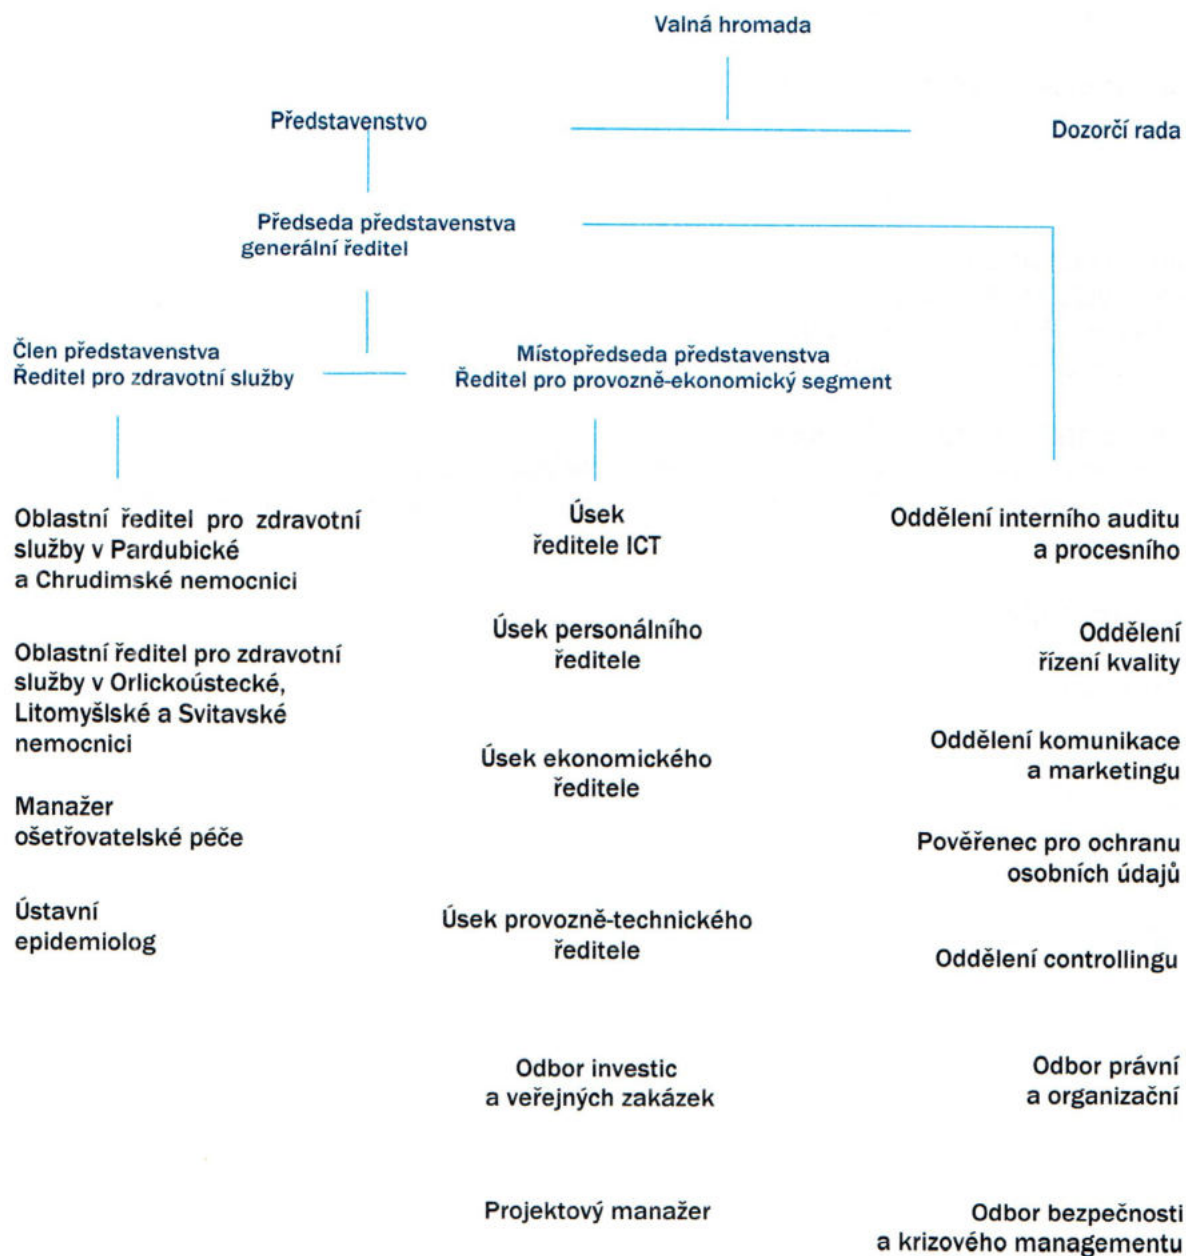 Valná hromada
Představenstvo
Dozorčí rada
Předseda představenstva
generální ředitel
Člen představenstva
Ředitel pro zdravotní služby
Místopředseda představenstva
Ředitel pro provozně-ekonomický segment
Oblastní ředitel pro zdravotní
služby v Pardubické
a Chrudimské nemocnici
Oblastní ředitel pro zdravotní
služby v Orlickoústecké,
Litomyšlské a Svitavské
nemocnici
Manažer
ošetřovatelské péče
Ústavní
epidemiolog
Úsek
ředitele ICT
Úsek personálního
ředitele
Úsek ekonomického
ředitele
Úsek provozně-technického
ředitele
Odbor investic
a veřejných zakázek
Projektový manažer
Oddělení interního auditu
a procesního
Oddělení
řízení kvality
Oddělení komunikace
a marketingu
Pověřenec pro ochranu
osobních údajů
Oddělení controllingu
Odbor právní
a organizační
Odbor bezpečnosti
a krizového managementu